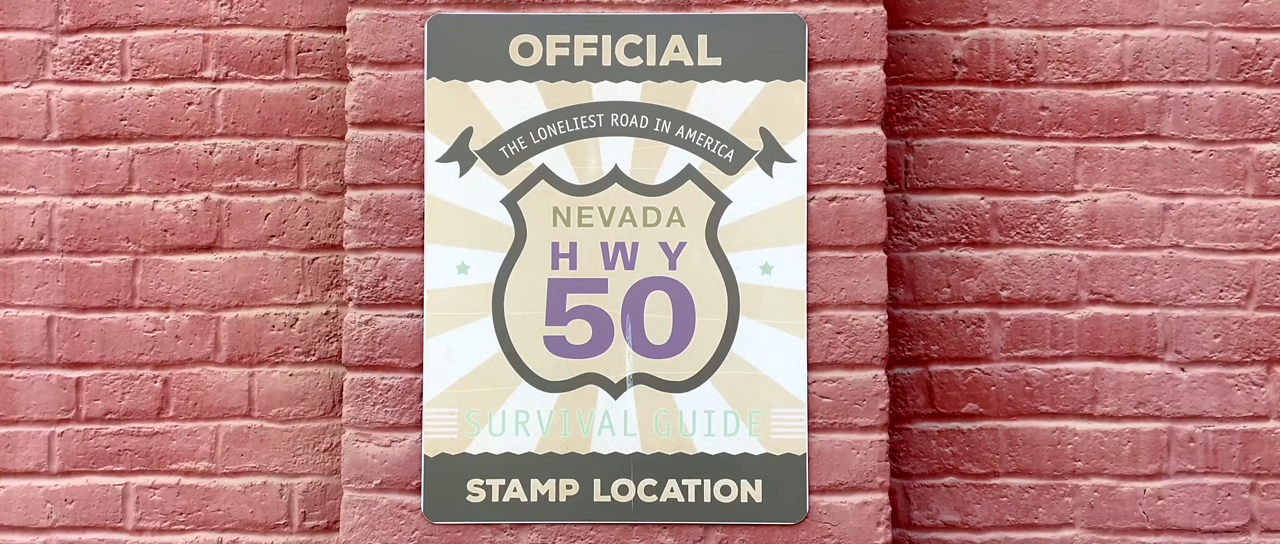 OFFICIAL
THE LONELIEST ROAD IN AMERICA
NEVADA
HWY
50
SURVIVAL GUIDE
STAMP LOCATION